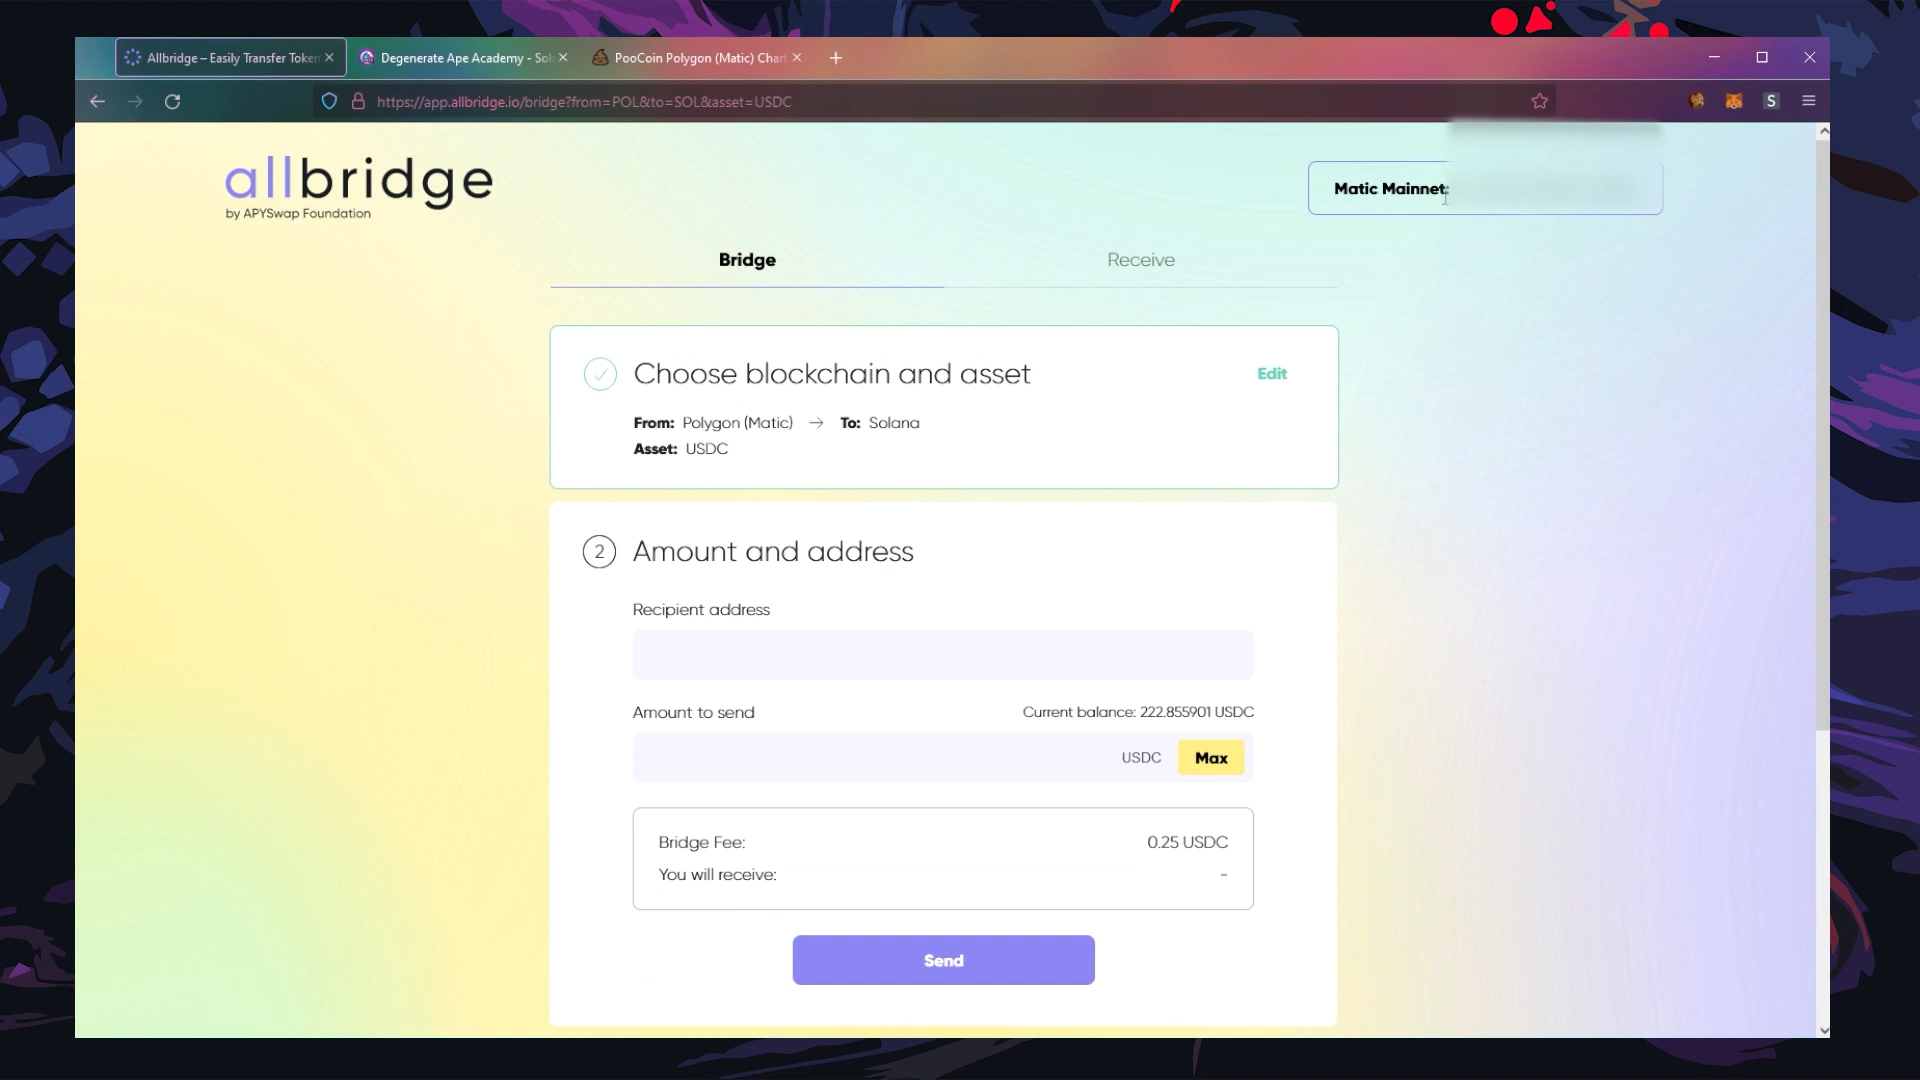 Allbridge – Easily Transfer Token
Degenerate Ape Academy - Sol
PooCoin Polygon (Matic) Chart
https://app.allbridge.io/bridge?from=POL&to=SOL&asset=USDC
S
allbridge
by APYSwap Foundation
Matic Mainnet:
Bridge
Receive
Choose blockchain and asset
Edit
From: Polygon (Matic) → To: Solana
Asset: USDC
2 Amount and address
Recipient address
Amount to send
Current balance: 222.855901 USDC
USDC
Max
Bridge Fee: 0.25 USDC
You will receive: -
Send